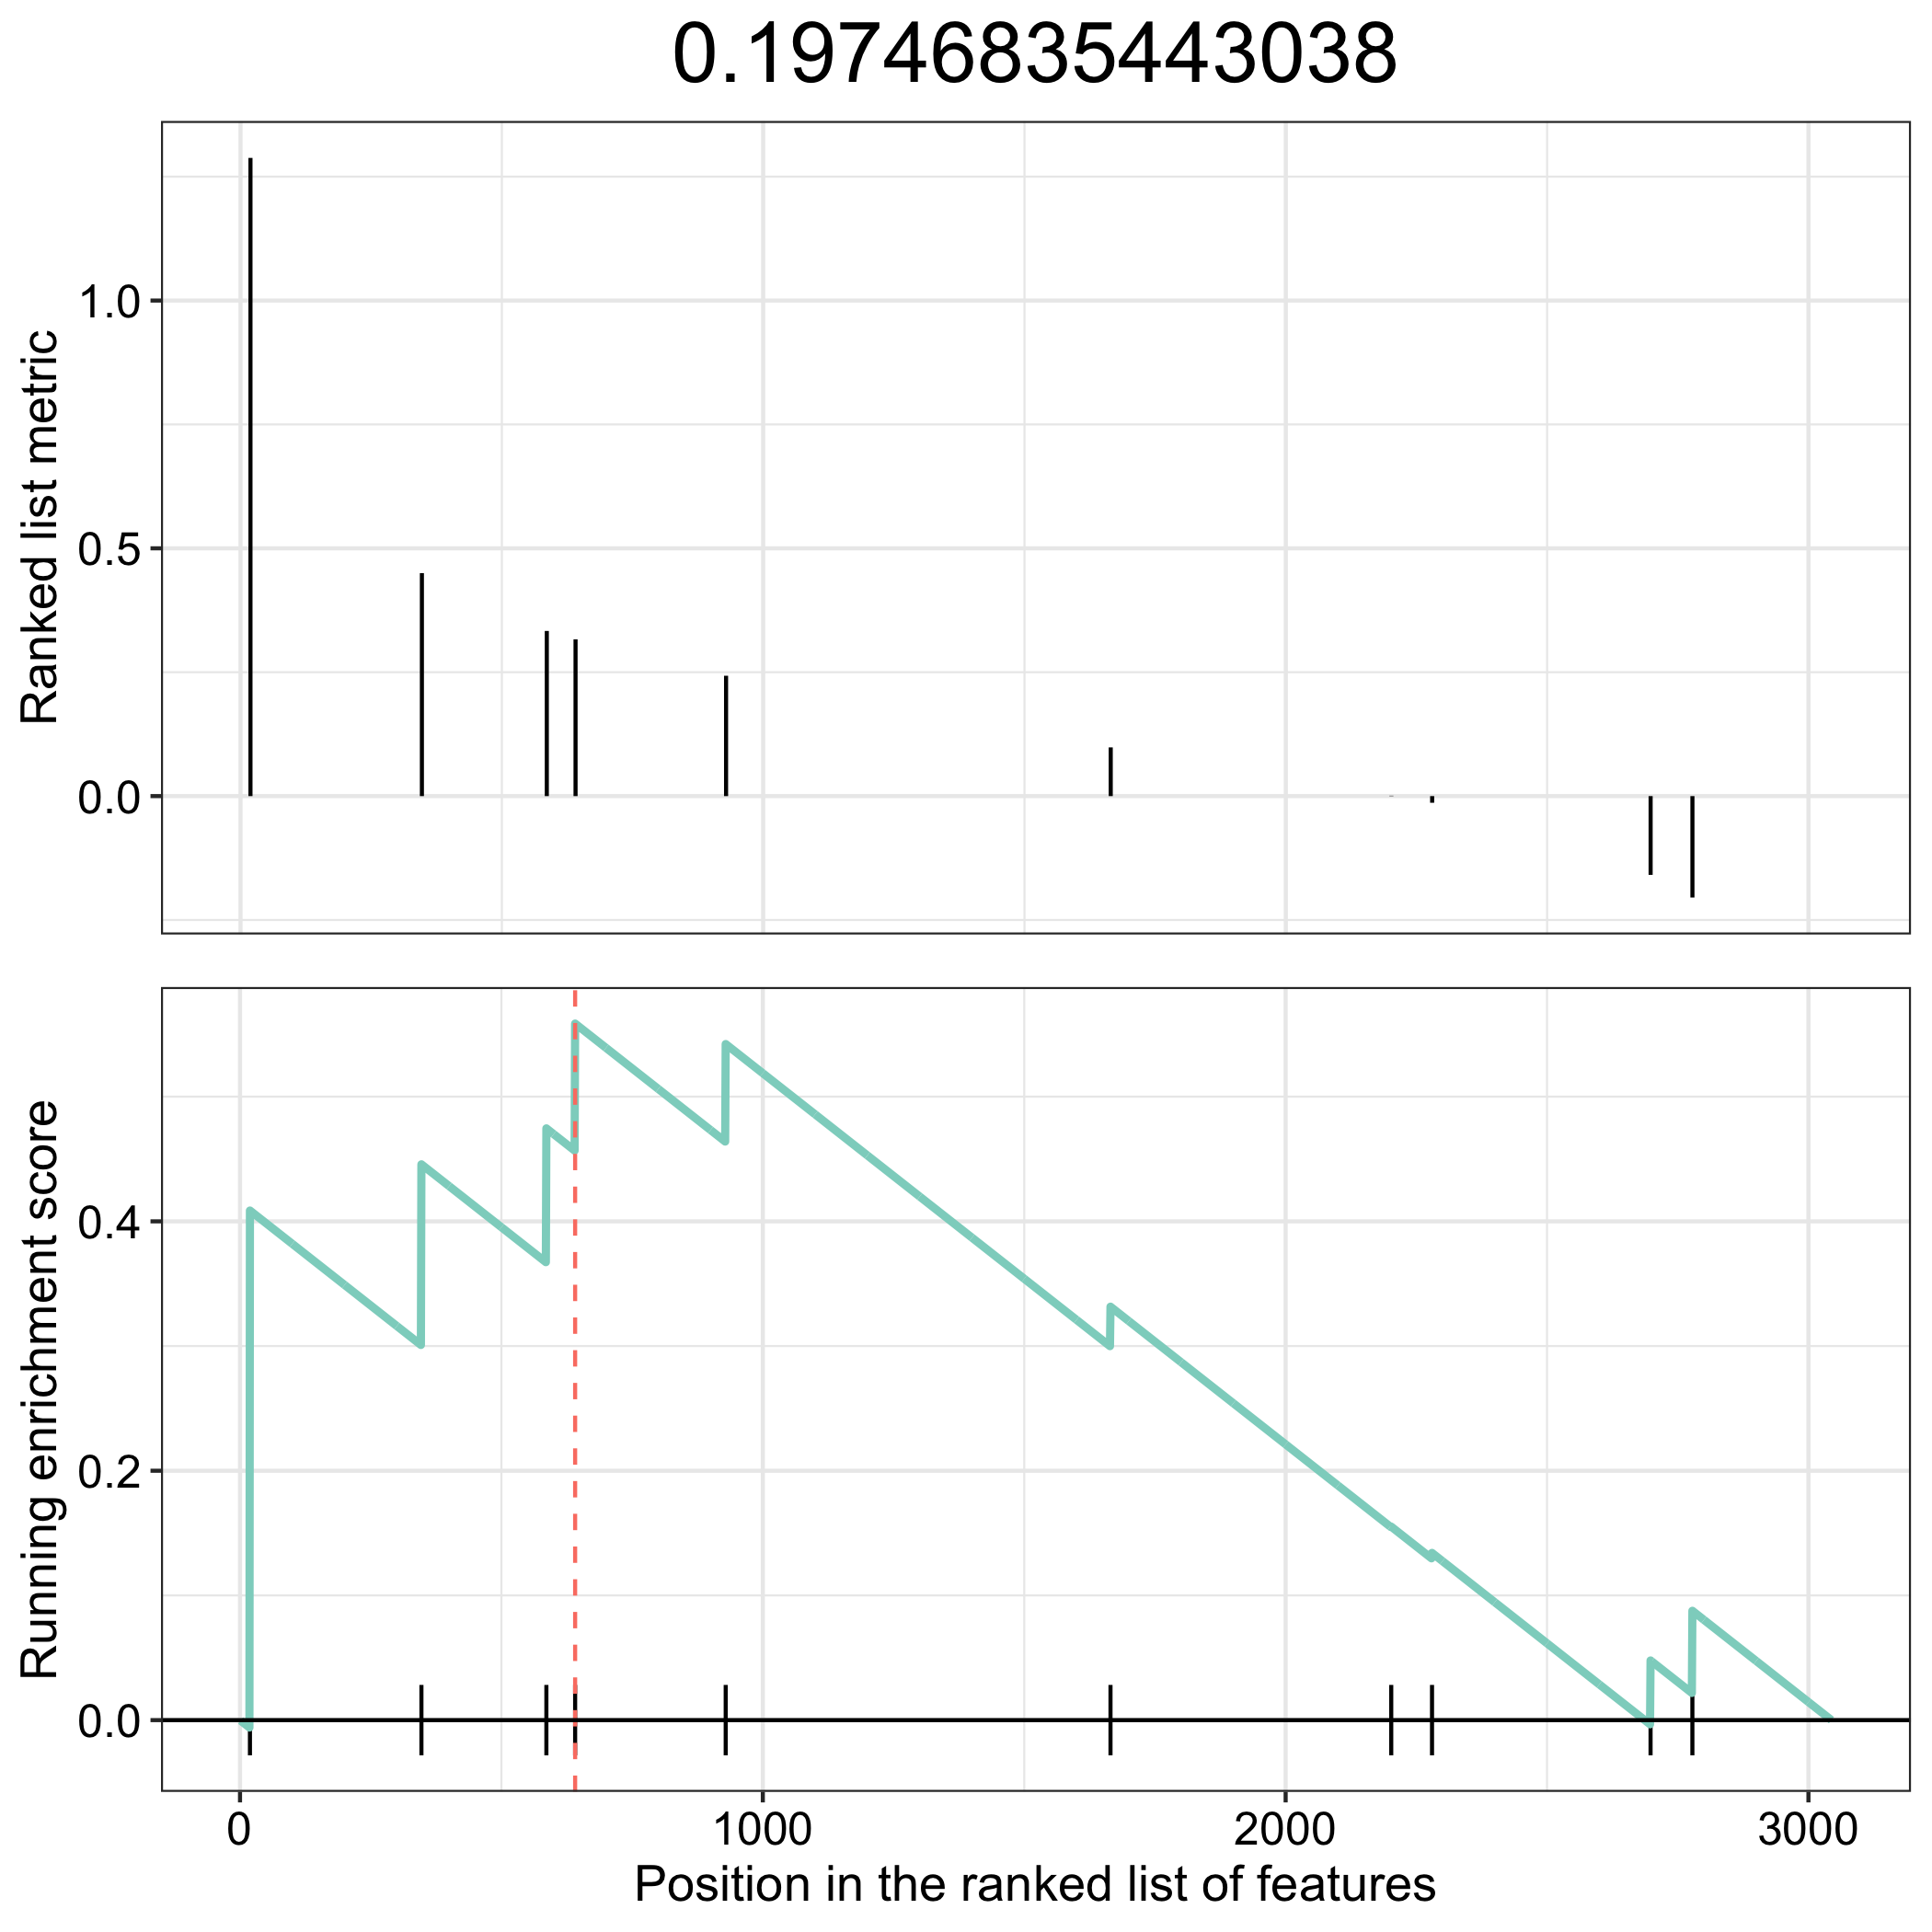 0.19746835443038
Ranked list metric
1.0
0.5
0.0
Running enrichment score
0.4
0.2
0.0
0 1000 2000 3000
Position in the ranked list of features